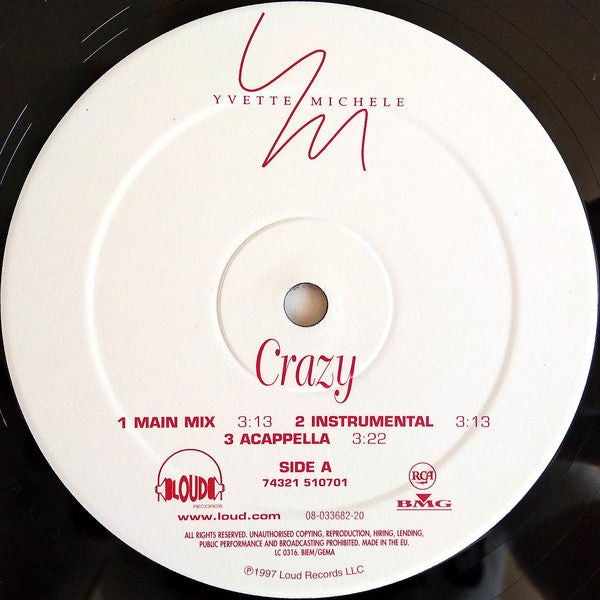 YM
YVETTE MICHELE
Crazy
1 MAIN MIX 3:13 2 INSTRUMENTAL 3:13
3 ACAPPELLA 3:22
SIDE A
74321 510701
LOUD
RECORDS
RCA
BMG
www.loud.com
08-033682-20
ALL RIGHTS RESERVED. UNAUTHORISED COPYING, REPRODUCTION, HIRING, LENDING,
PUBLIC PERFORMANCE AND BROADCASTING PROHIBITED. MADE IN THE EU.
LC 0316. BIEM/GEMA
℗1997 Loud Records LLC